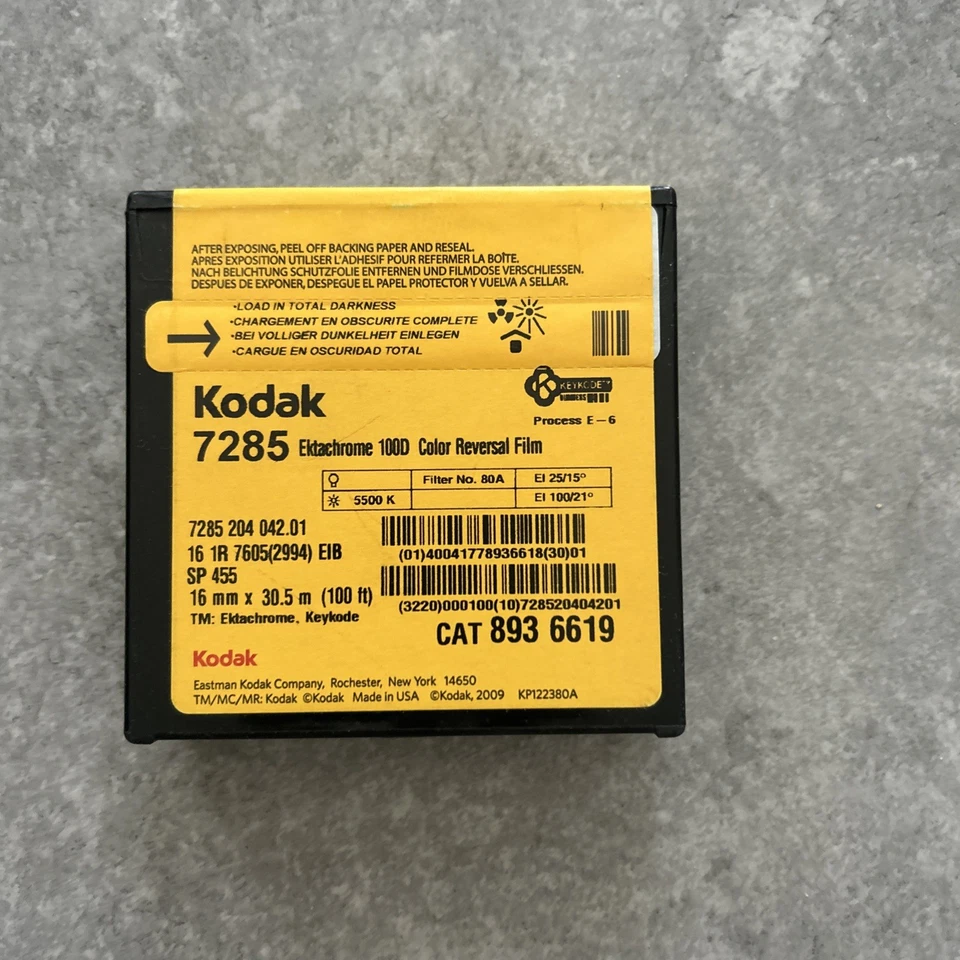 AFTER EXPOSING, PEEL OFF BACKING PAPER AND RESEAL.
APRES EXPOSITION UTILISER L'ADHESIF POUR REFERMER LA BOÎTE.
NACH BELICHTUNG SCHUTZFOLIE ENTFERNEN UND FILMDOSE VERSCHLIESSEN.
DESPUES DE EXPONER, DESPEGUE EL PAPEL PROTECTOR Y VUELVA A SELLAR.
•LOAD IN TOTAL DARKNESS
•CHARGEMENT EN OBSCURITE COMPLETE
•BEI VOLLIGER DUNKELHEIT EINLEGEN
•CARGUE EN OSCURIDAD TOTAL
K KEYKODE™
NUMBERS
Kodak
Process E–6
7285 Ektachrome 100D Color Reversal Film
Filter No. 80A EI 25/15°
5500 K EI 100/21°
7285 204 042.01
16 1R 7605(2994) EIB
(01)40041778936618(30)01
SP 455
16 mm x 30.5 m (100 ft)
(3220)000100(10)728520404201
TM: Ektachrome, Keykode
CAT 893 6619
Kodak
Eastman Kodak Company, Rochester, New York 14650
TM/MC/MR: Kodak ©Kodak Made in USA ©Kodak, 2009 KP122380A